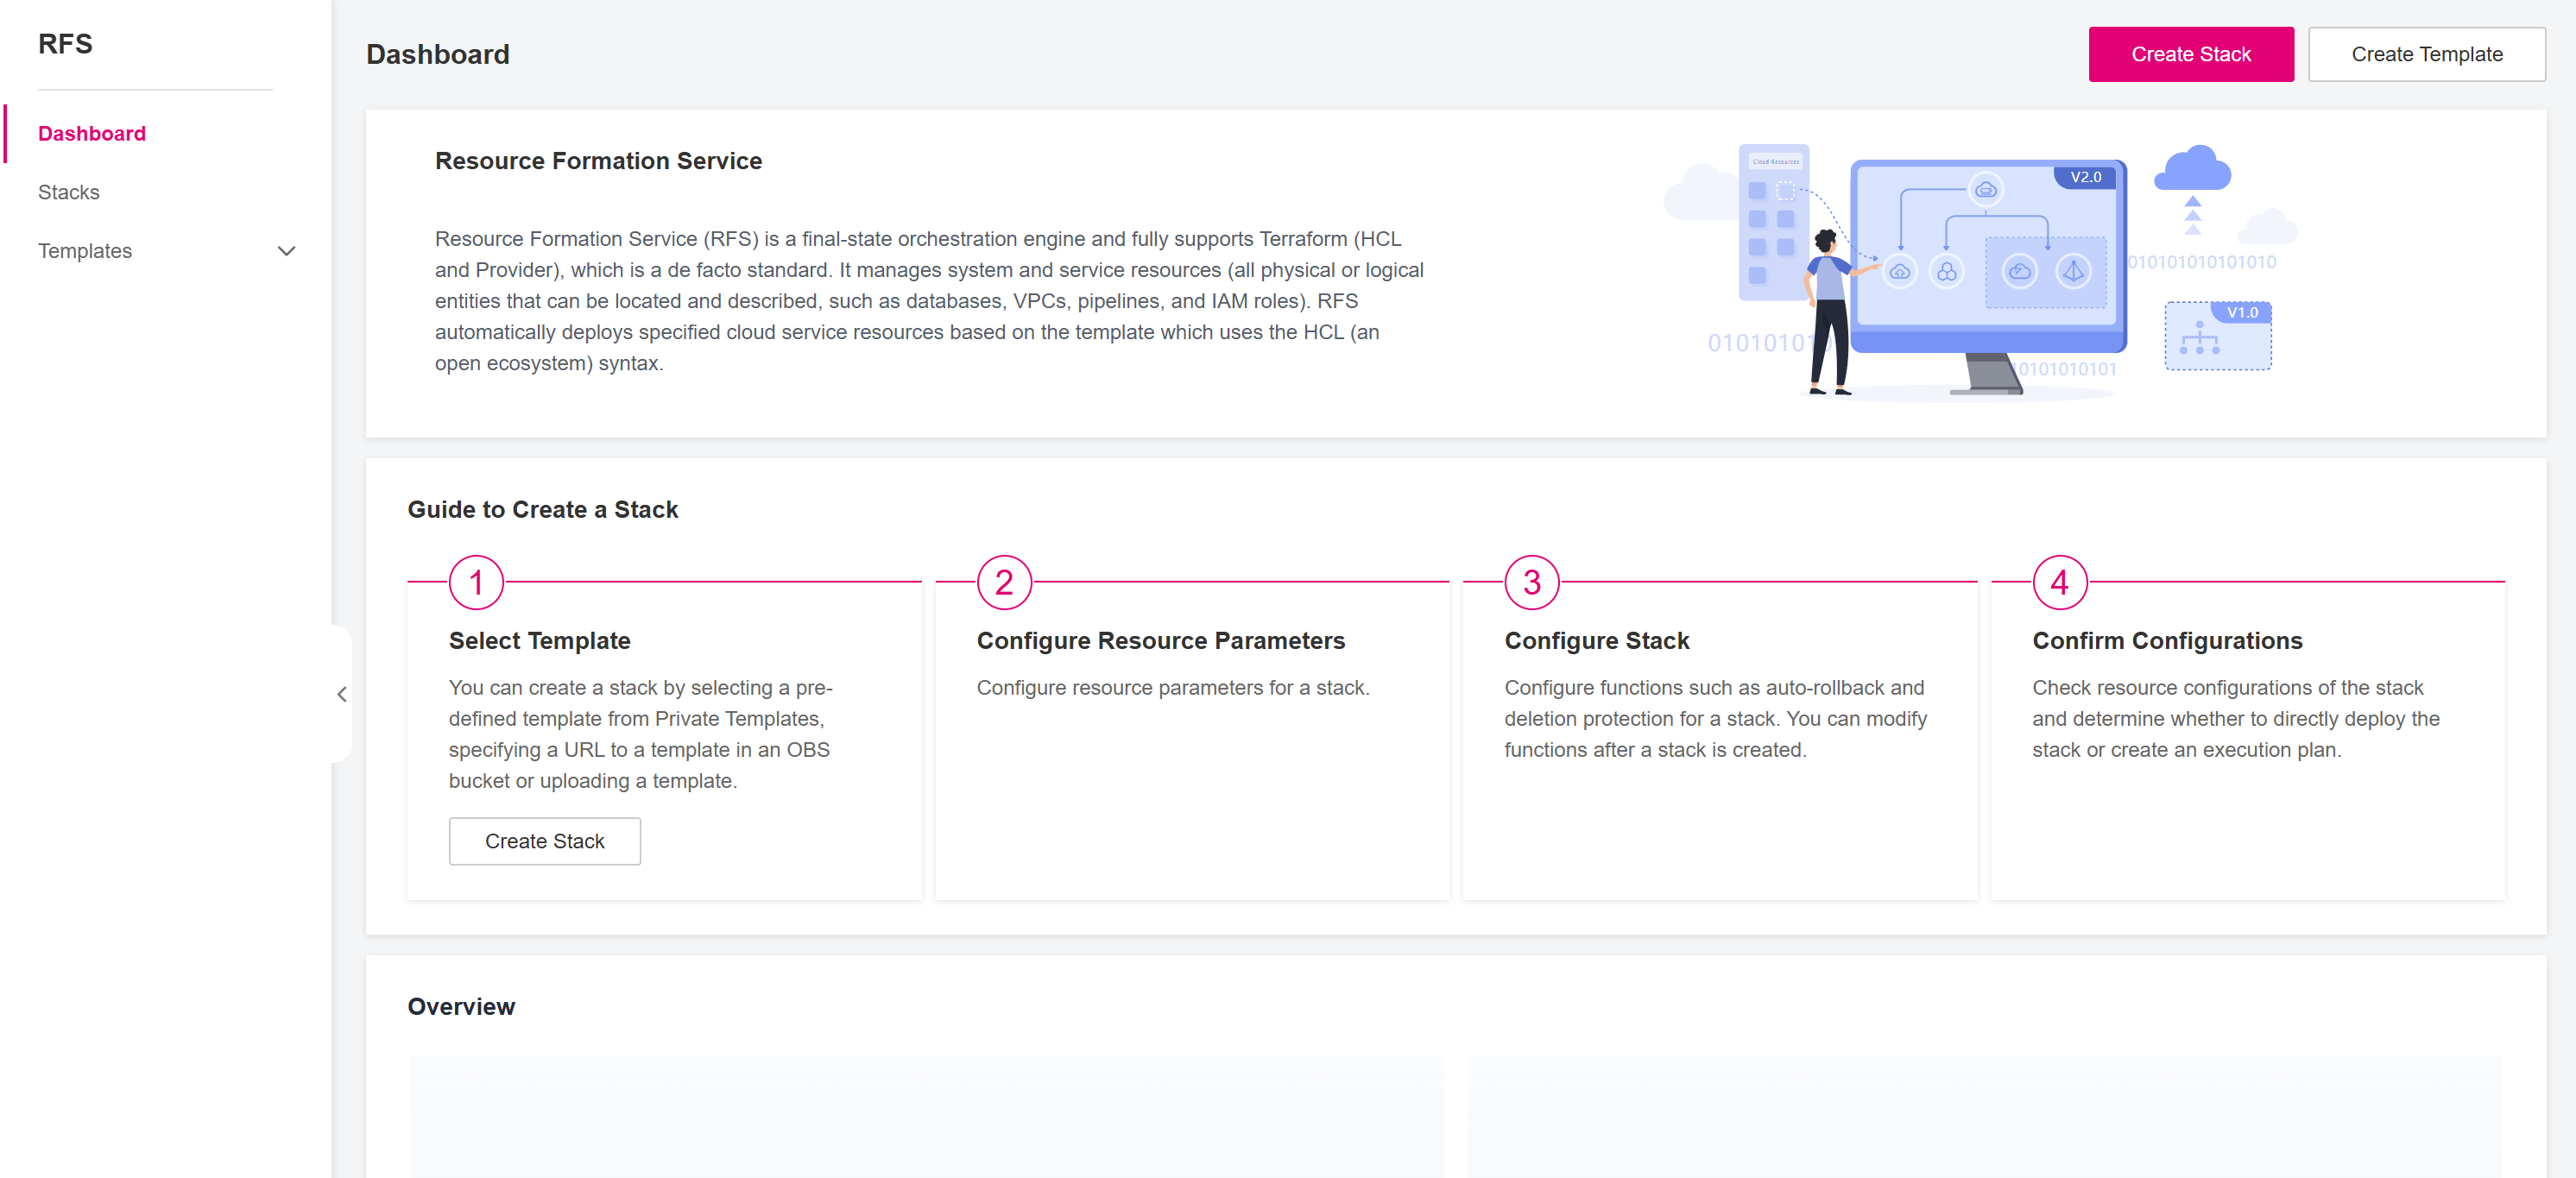 RFS
Dashboard
Stacks
Templates
Dashboard
Create Stack
Create Template
Resource Formation Service
Resource Formation Service (RFS) is a final-state orchestration engine and fully supports Terraform (HCL
and Provider), which is a de facto standard. It manages system and service resources (all physical or logical
entities that can be located and described, such as databases, VPCs, pipelines, and IAM roles). RFS
automatically deploys specified cloud service resources based on the template which uses the HCL (an
open ecosystem) syntax.
Cloud Resources
V2.0
010101010101010
V1.0
010101010
0101010101
Guide to Create a Stack
1
Select Template
You can create a stack by selecting a pre-
defined template from Private Templates,
specifying a URL to a template in an OBS
bucket or uploading a template.
Create Stack
2
Configure Resource Parameters
Configure resource parameters for a stack.
3
Configure Stack
Configure functions such as auto-rollback and
deletion protection for a stack. You can modify
functions after a stack is created.
4
Confirm Configurations
Check resource configurations of the stack
and determine whether to directly deploy the
stack or create an execution plan.
Overview